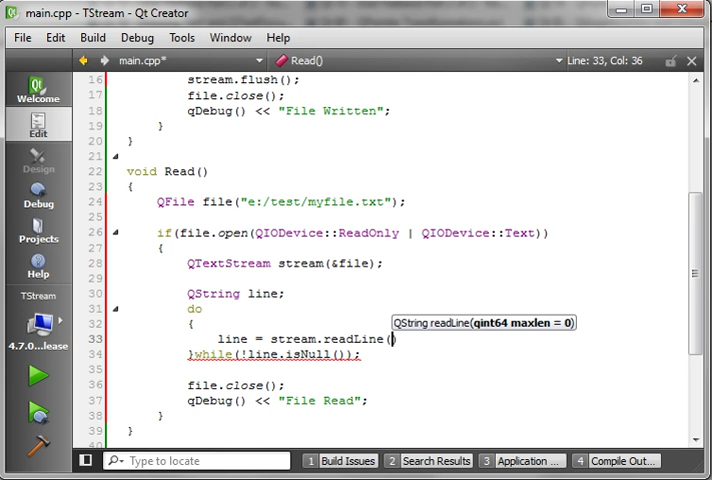 main.cpp - TStream - Qt Creator
File Edit Build Debug Tools Window Help
main.cpp* Read() Line: 33, Col: 36
Qt
Welcome
Edit
Design
Debug
Projects
Help
TStream
4.7.0...lease
16 stream.flush();
17 file.close();
18 qDebug() << "File Written";
19 }
20 }
21
22 void Read()
23 {
24 QFile file("e:/test/myfile.txt");
25
26 if(file.open(QIODevice::ReadOnly | QIODevice::Text))
27 {
28 QTextStream stream(&file);
29
30 QString line;
31 do
QString readLine(qint64 maxlen = 0)
32 {
33 line = stream.readLine()
34 }while(!line.isNull());
35
36 file.close();
37 qDebug() << "File Read";
38 }
39 }
40
Type to locate 1 Build Issues 2 Search Results 3 Application ... 4 Compile Out...